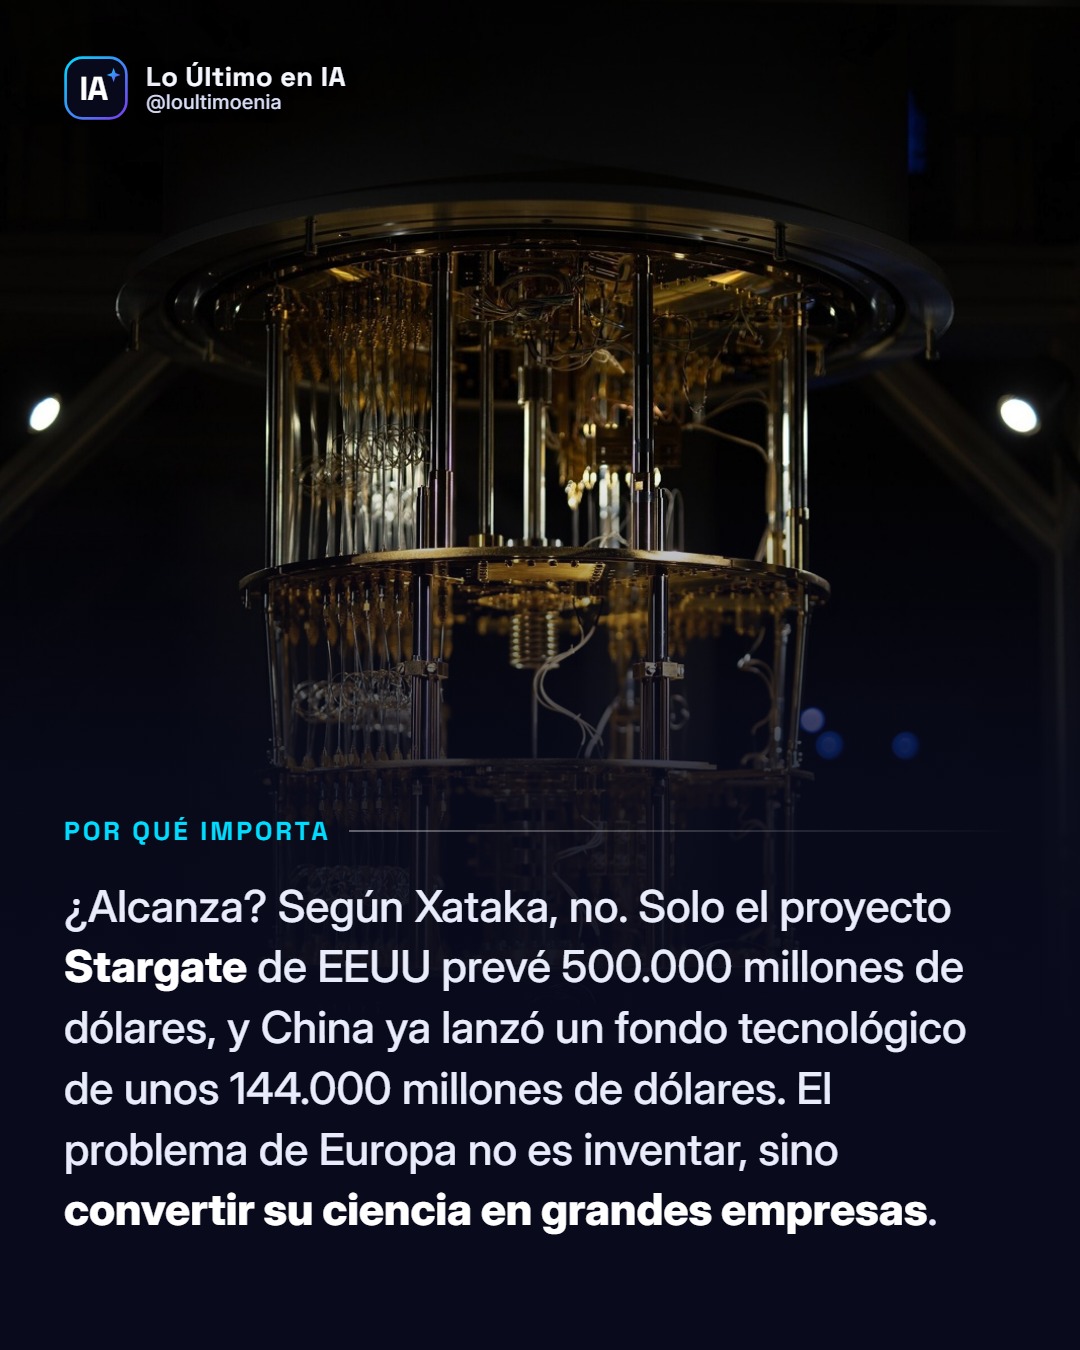 IA
Lo Último en IA
@loultimoenia
POR QUÉ IMPORTA
¿Alcanza? Según Xataka, no. Solo el proyecto
Stargate de EEUU prevé 500.000 millones de
dólares, y China ya lanzó un fondo tecnológico
de unos 144.000 millones de dólares. El
problema de Europa no es inventar, sino
convertir su ciencia en grandes empresas.